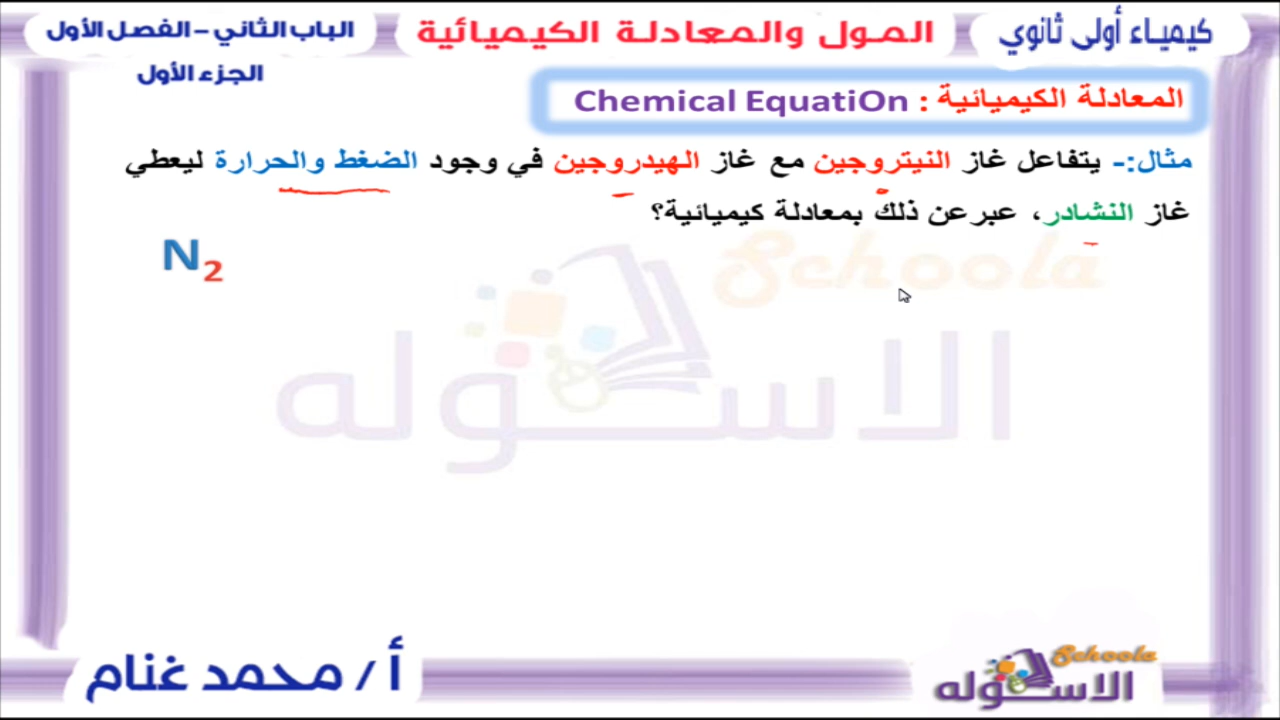 كيمياء أولى ثانوي
المول والمعادلة الكيميائية
الباب الثاني – الفصل الأول
الجزء الأول
المعادلة الكيميائية : Chemical EquatiOn
مثال:- يتفاعل غاز النيتروجين مع غاز الهيدروجين في وجود الضغط والحرارة ليعطي
غاز النشادر، عبرعن ذلك بمعادلة كيميائية؟
N2
Schoola
الاسكوله
أ / محمد غنام
Schoola
الاسكوله